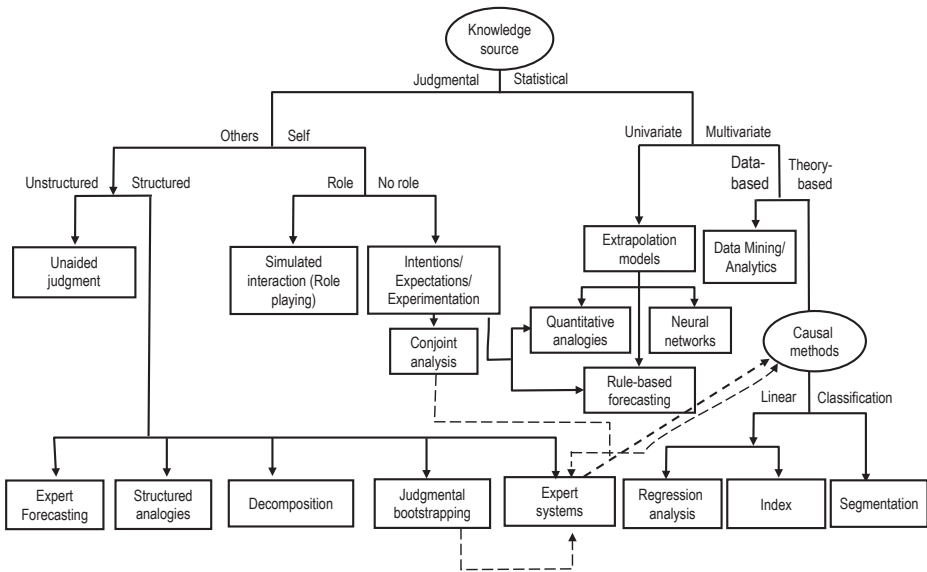 Knowledge
source
Judgmental
Statistical
Others
Self
Univariate
Multivariate
Unstructured
Structured
Role
No role
Data-
based
Theory-
based
Unaided
judgment
Simulated
interaction (Role
playing)
Intentions/
Expectations/
Experimentation
Extrapolation
models
Data Mining/
Analytics
Conjoint
analysis
Quantitative
analogies
Neural
networks
Causal
methods
Rule-based
forecasting
Linear
Classification
Expert
Forecasting
Structured
analogies
Decomposition
Judgmental
bootstrapping
Expert
systems
Regression
analysis
Index
Segmentation